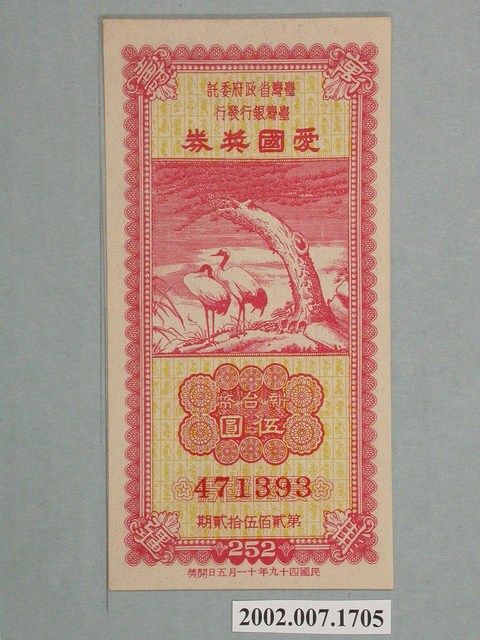 臺灣省政府委託
臺灣銀行發行
愛國獎券
新台幣
伍圓
471393
第貳佰伍拾貳期
252
民國四十九年十一月五日開獎
2002.007.1705